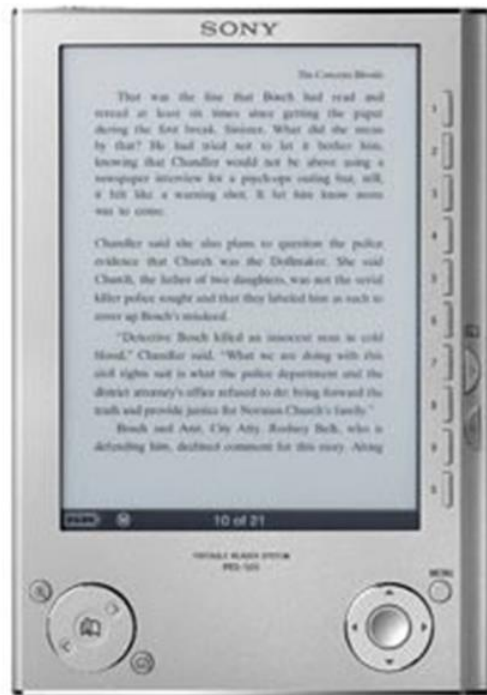 SONY
The Concrete Blonde
That was the line that Bosch had read and
reread at least six times since getting the paper
during the first break. Sinister. What did she mean
by that? He had tried not to let it bother him,
knowing that Chandler would not be above using a
newspaper interview for a psych-ops outing but, still,
it felt like a warning shot. It let him know more
was to come.
Chandler said she also plans to question the police
evidence that Church was the Dollmaker. She said
Church, the father of two daughters, was not the serial
killer police sought and that they labeled him as such to
cover up Bosch's misdeed.
"Detective Bosch killed an innocent man in cold
blood," Chandler said. "What we are doing with this
civil rights suit is what the police department and the
district attorney's office refused to do: bring forward the
truth and provide justice for Norman Church's family."
Bosch and Asst. City Atty. Rodney Belk, who is
defending him, declined comment for this story. Along
10 of 21
1
2
3
4
5
6
7
8
9
0
PORTABLE READER SYSTEM
MENU